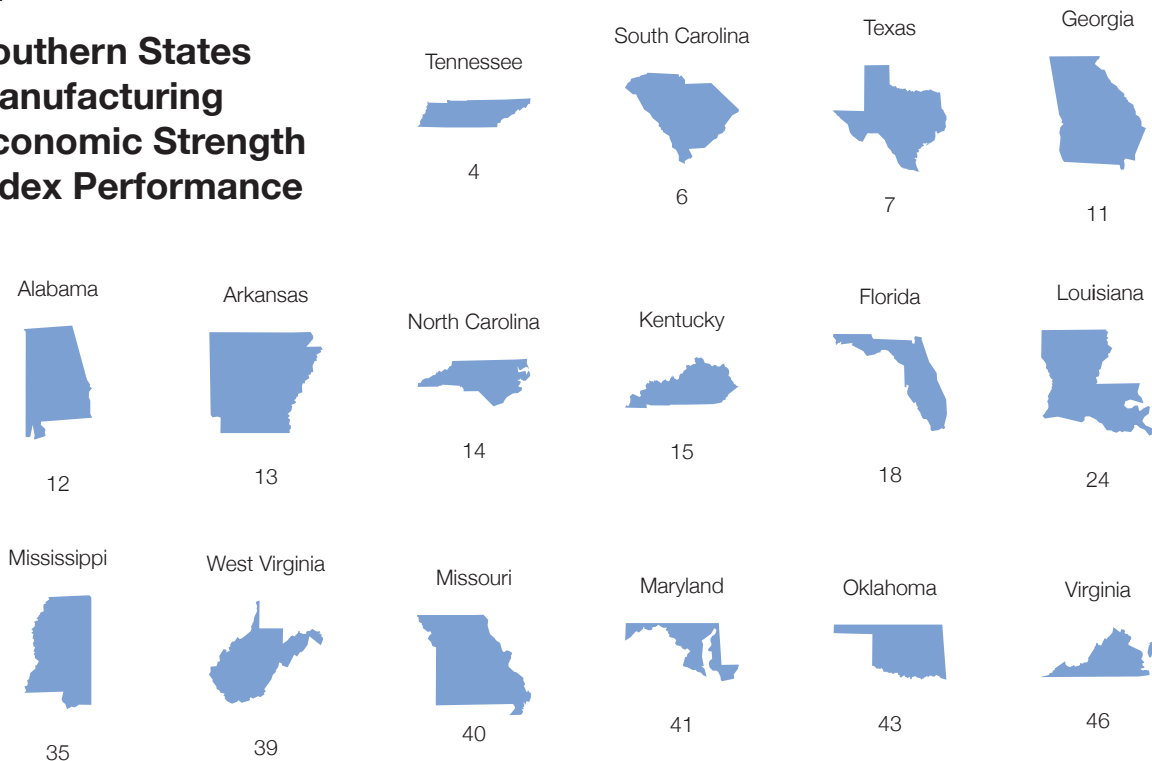 outhern States
anufacturing
conomic Strength
dex Performance
Tennessee
4
South Carolina
6
Texas
7
Georgia
11
Alabama
12
Arkansas
13
North Carolina
14
Kentucky
15
Florida
18
Louisiana
24
Mississippi
35
West Virginia
39
Missouri
40
Maryland
41
Oklahoma
43
Virginia
46